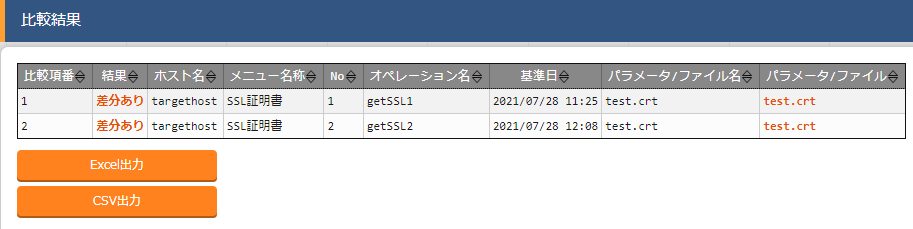 比較結果
比較項番 結果 ホスト名 メニュー名称 No オペレーション名 基準日 パラメータ/ファイル名 パラメータ/ファイル
1 差分あり targethost SSL証明書 1 getSSL1 2021/07/28 11:25 test.crt test.crt
2 差分あり targethost SSL証明書 2 getSSL2 2021/07/28 12:08 test.crt test.crt
Excel出力
CSV出力